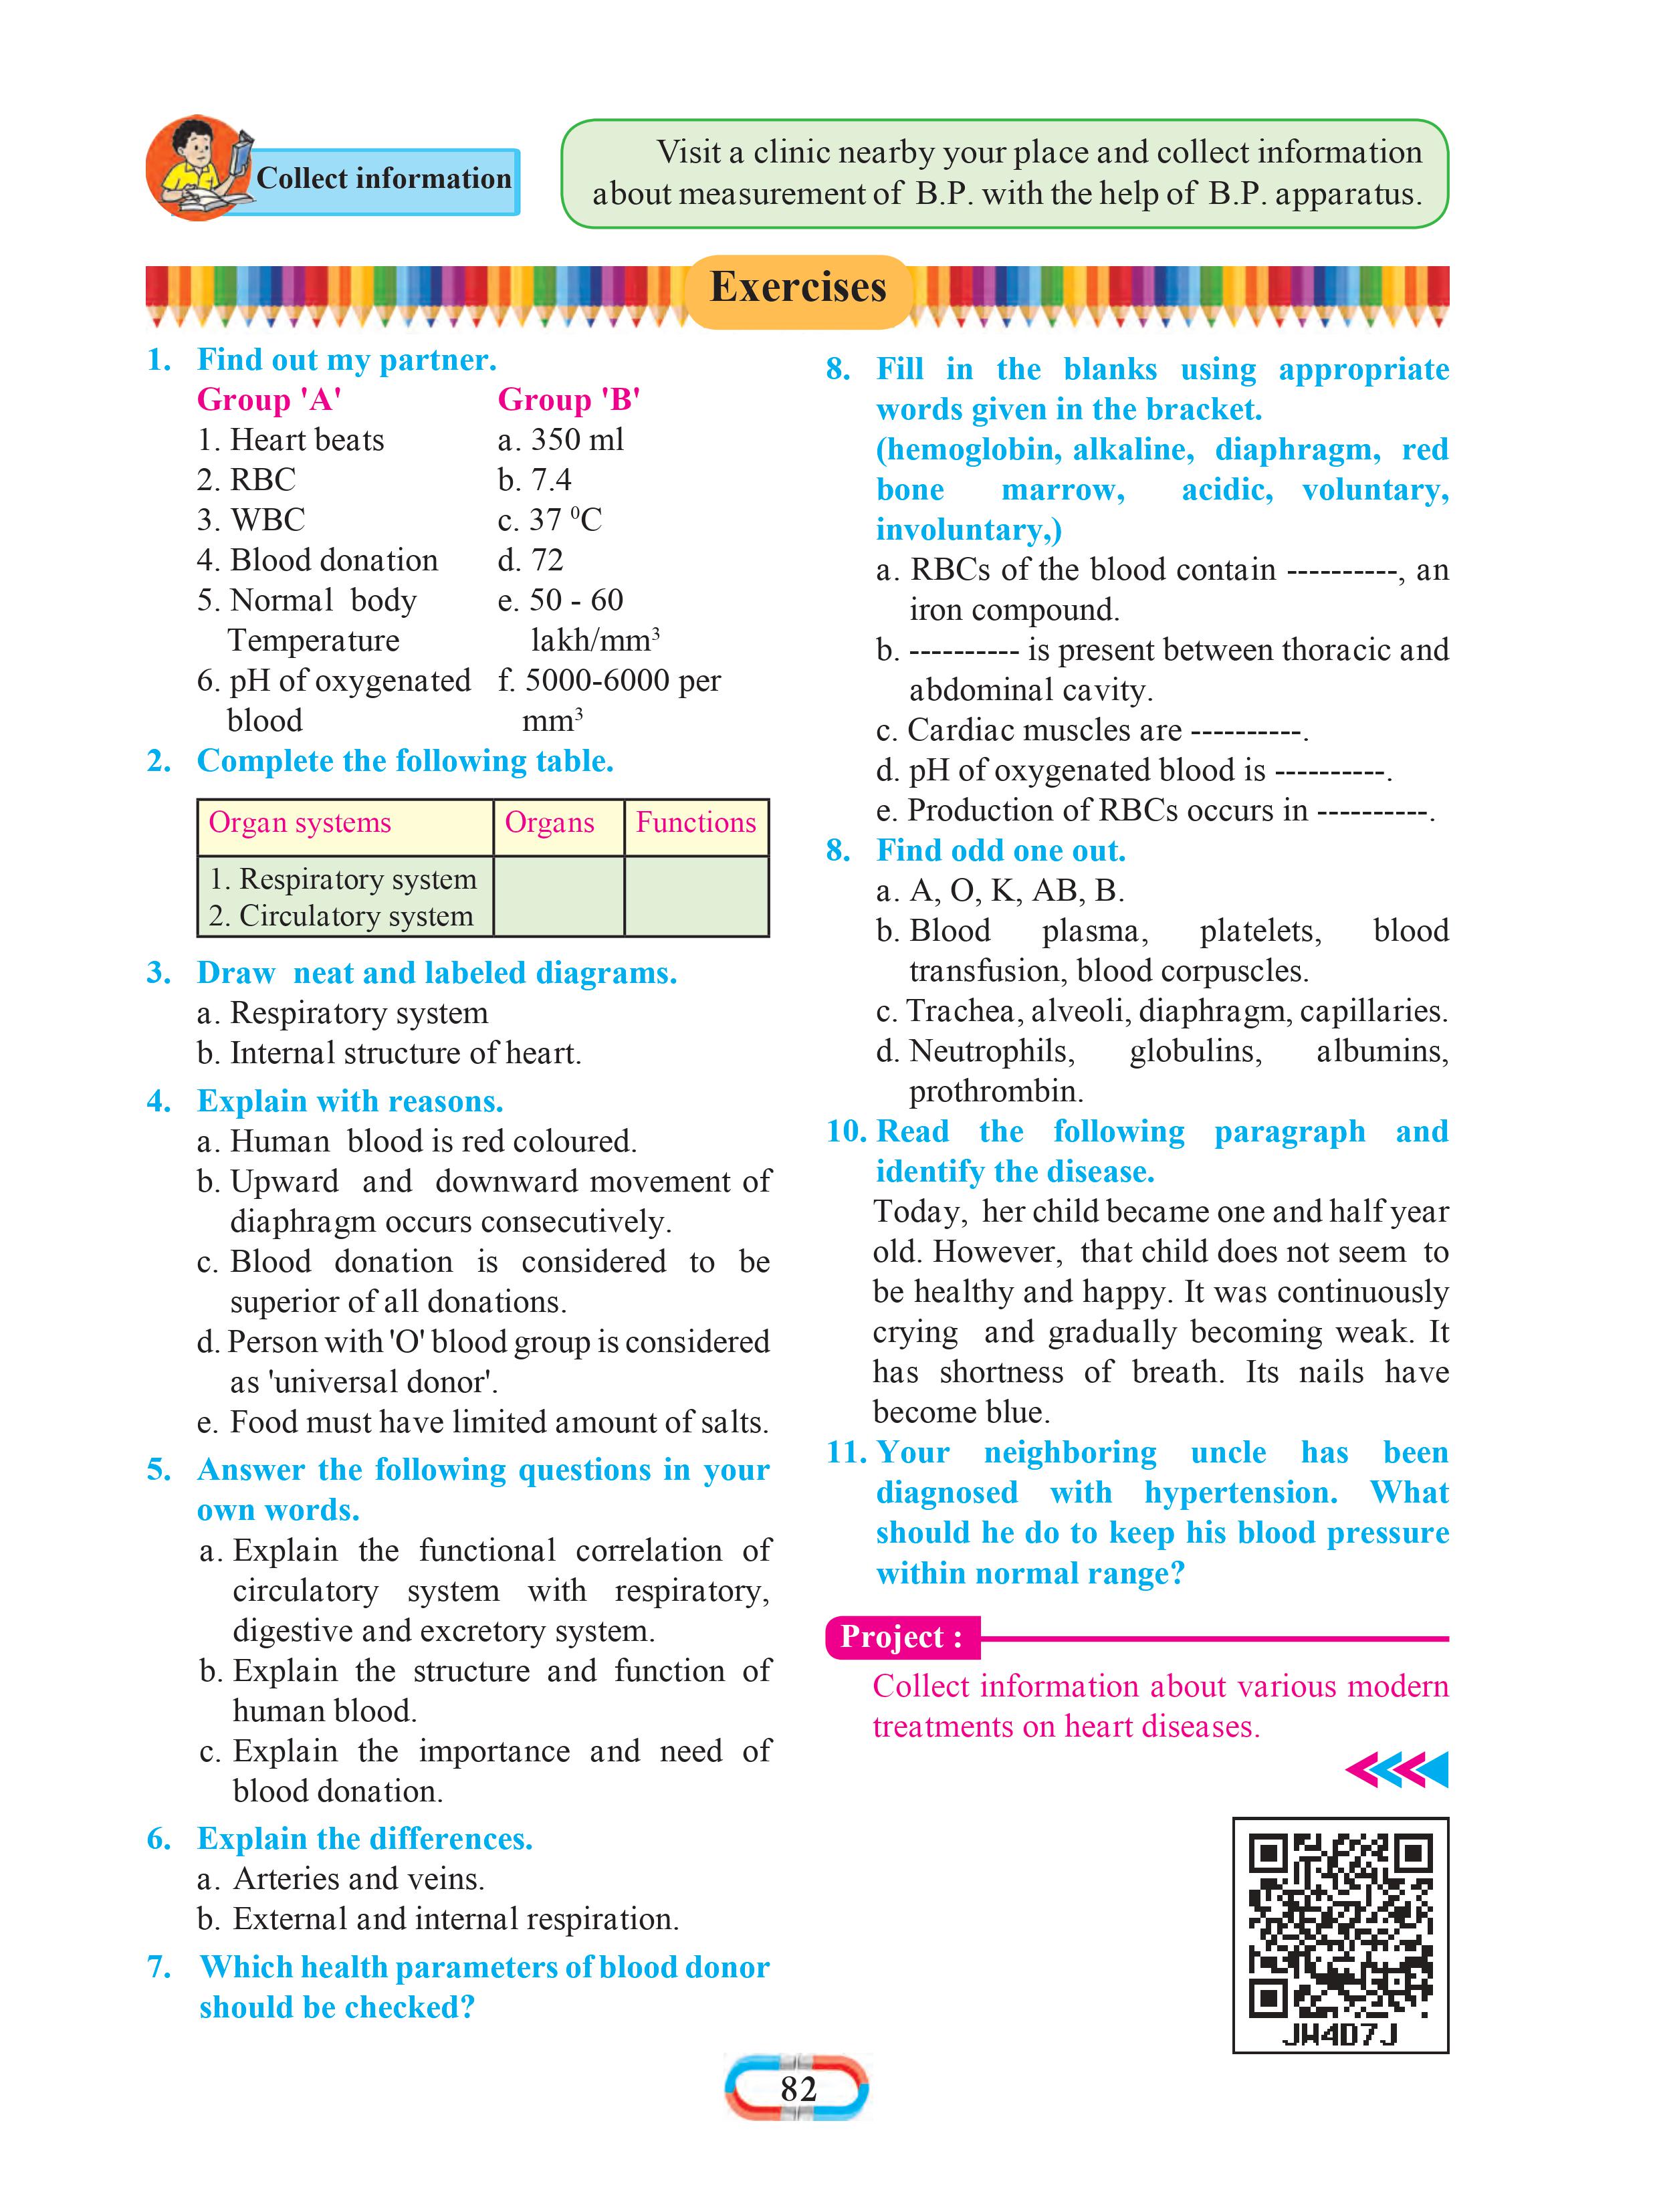 Collect information
Visit a clinic nearby your place and collect information
about measurement of B.P. with the help of B.P. apparatus.
Exercises
1. Find out my partner.
Group 'A' Group 'B'
1. Heart beats a. 350 ml
2. RBC b. 7.4
3. WBC c. 37 ⁰C
4. Blood donation d. 72
5. Normal body e. 50 - 60
Temperature lakh/mm³
6. pH of oxygenated f. 5000-6000 per
blood mm³
2. Complete the following table.
Organ systems Organs Functions
1. Respiratory system
2. Circulatory system
3. Draw neat and labeled diagrams.
a. Respiratory system
b. Internal structure of heart.
4. Explain with reasons.
a. Human blood is red coloured.
b. Upward and downward movement of
diaphragm occurs consecutively.
c. Blood donation is considered to be
superior of all donations.
d. Person with 'O' blood group is considered
as 'universal donor'.
e. Food must have limited amount of salts.
5. Answer the following questions in your
own words.
a. Explain the functional correlation of
circulatory system with respiratory,
digestive and excretory system.
b. Explain the structure and function of
human blood.
c. Explain the importance and need of
blood donation.
6. Explain the differences.
a. Arteries and veins.
b. External and internal respiration.
7. Which health parameters of blood donor
should be checked?
8. Fill in the blanks using appropriate
words given in the bracket.
(hemoglobin, alkaline, diaphragm, red
bone marrow, acidic, voluntary,
involuntary,)
a. RBCs of the blood contain ----------, an
iron compound.
b. ---------- is present between thoracic and
abdominal cavity.
c. Cardiac muscles are ----------.
d. pH of oxygenated blood is ----------.
e. Production of RBCs occurs in ----------.
8. Find odd one out.
a. A, O, K, AB, B.
b. Blood plasma, platelets, blood
transfusion, blood corpuscles.
c. Trachea, alveoli, diaphragm, capillaries.
d. Neutrophils, globulins, albumins,
prothrombin.
10. Read the following paragraph and
identify the disease.
Today, her child became one and half year
old. However, that child does not seem to
be healthy and happy. It was continuously
crying and gradually becoming weak. It
has shortness of breath. Its nails have
become blue.
11. Your neighboring uncle has been
diagnosed with hypertension. What
should he do to keep his blood pressure
within normal range?
Project :
Collect information about various modern
treatments on heart diseases.
JW4D7J
82